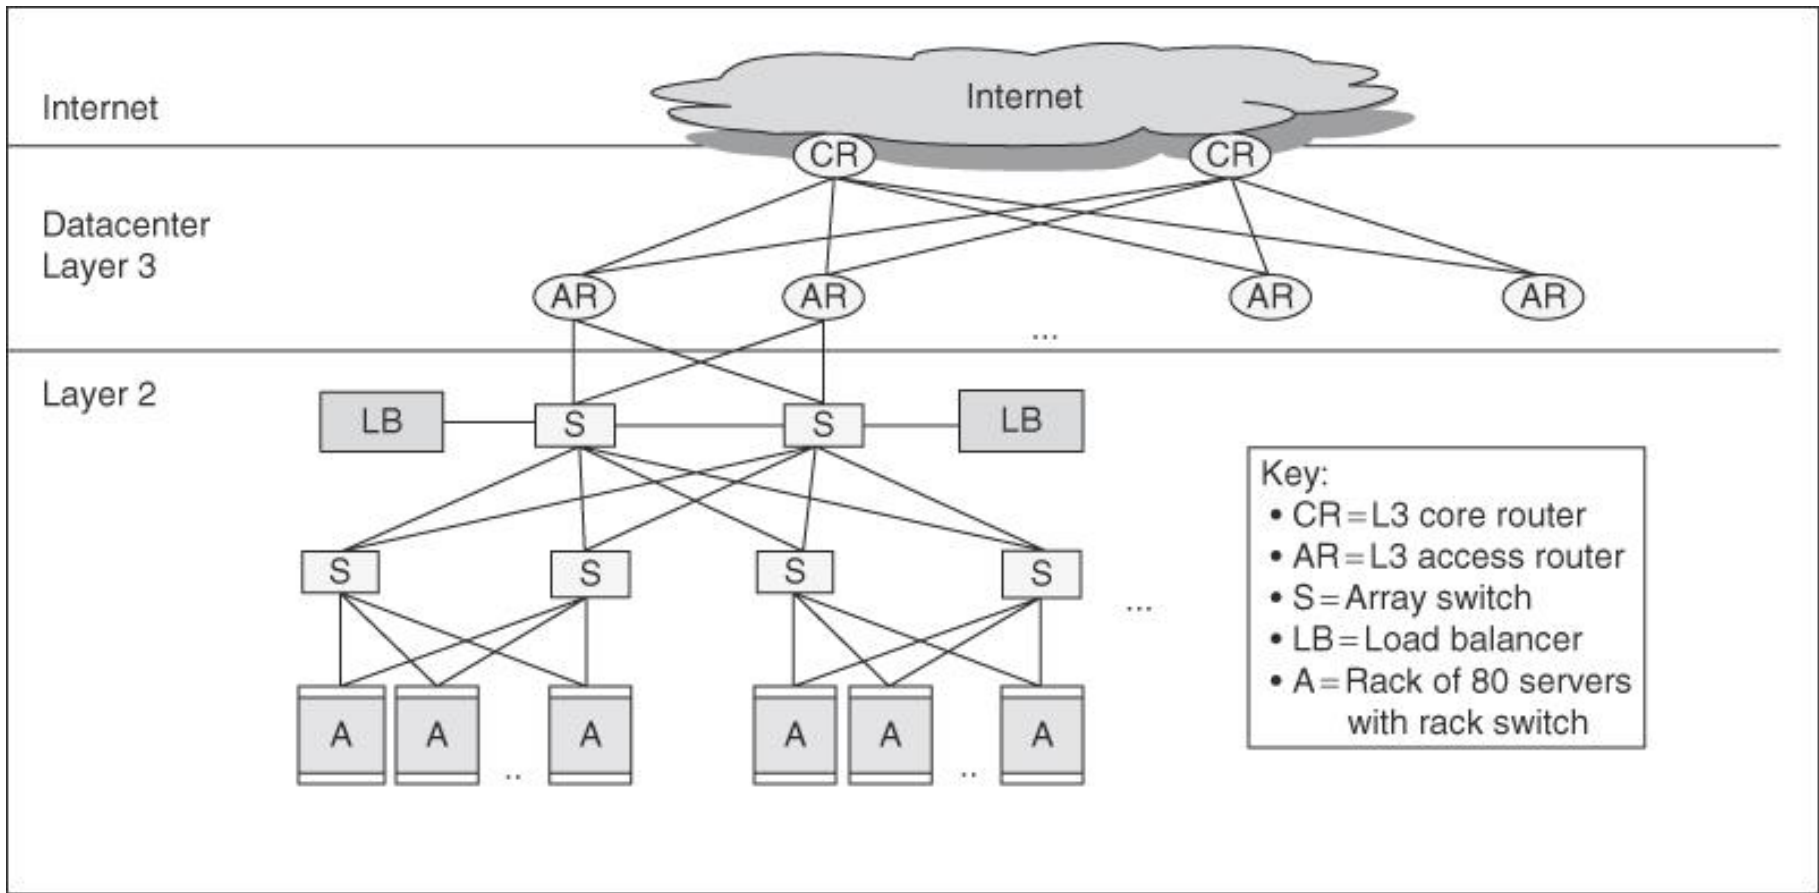 Internet
Internet
CR CR
Datacenter
Layer 3
AR AR AR AR
...
Layer 2
LB S S LB
S S S S ...
A A .. A A A .. A
Key:
• CR=L3 core router
• AR=L3 access router
• S=Array switch
• LB=Load balancer
• A=Rack of 80 servers
with rack switch